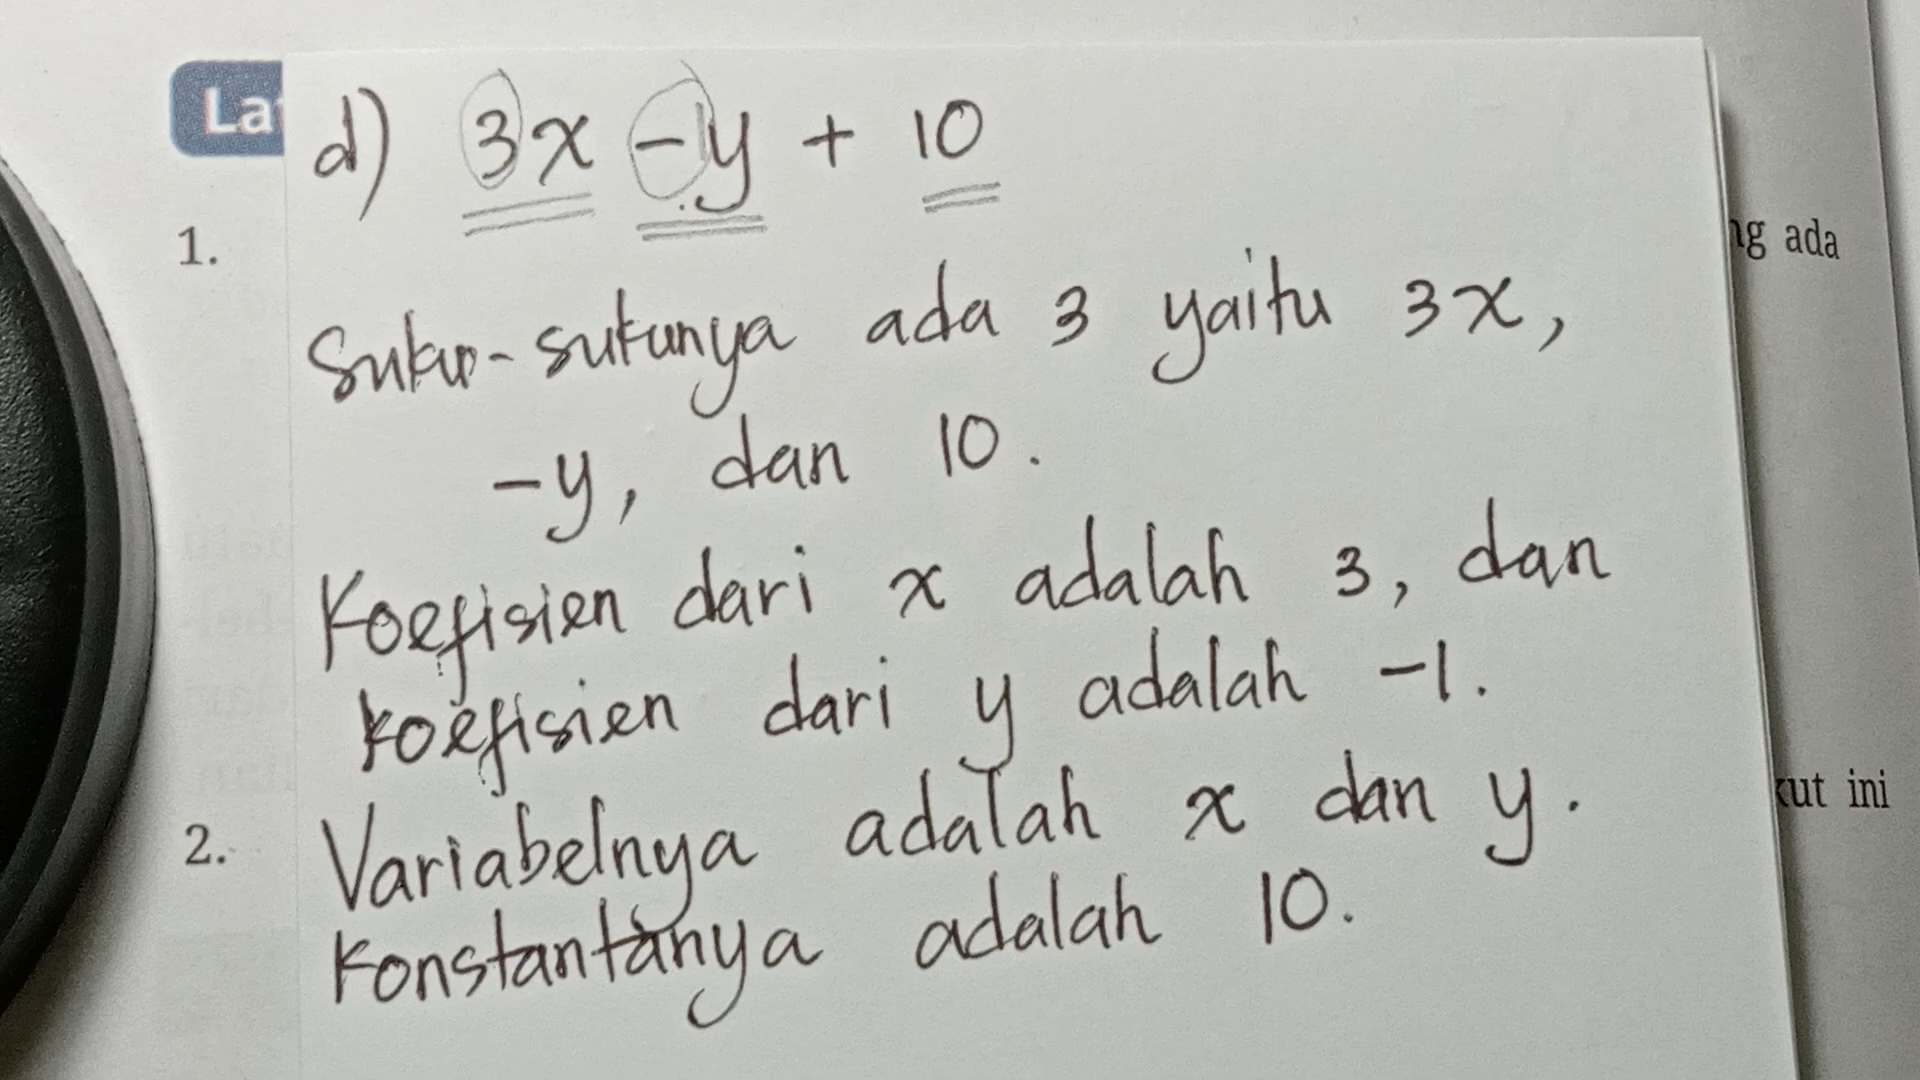 La
d) 3x -1y + 10
1.
ng ada
Suku-sukunya ada 3 yaitu 3x,
-y, dan 10.
Koefisien dari x adalah 3, dan
koefisien dari y adalah -1.
kut ini
2.
Variabelnya adalah x dan y.
Konstantanya adalah 10.